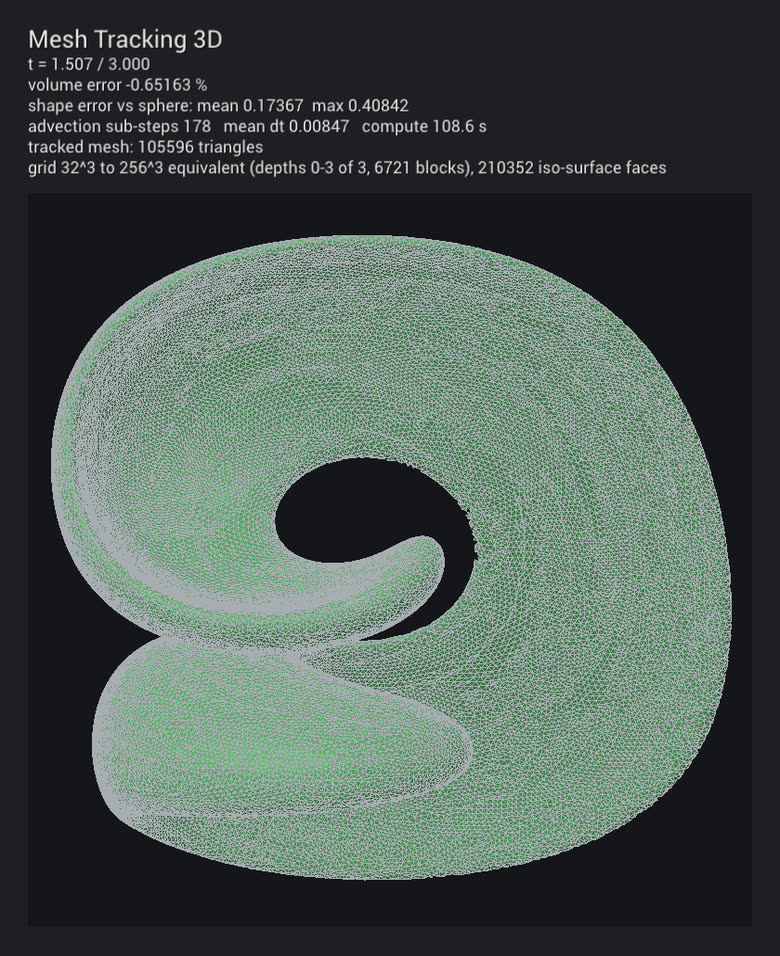 Mesh Tracking 3D
t = 1.507 / 3.000
volume error -0.65163 %
shape error vs sphere: mean 0.17367  max 0.40842
advection sub-steps 178   mean dt 0.00847   compute 108.6 s
tracked mesh: 105596 triangles
grid 32^3 to 256^3 equivalent (depths 0-3 of 3, 6721 blocks), 210352 iso-surface faces